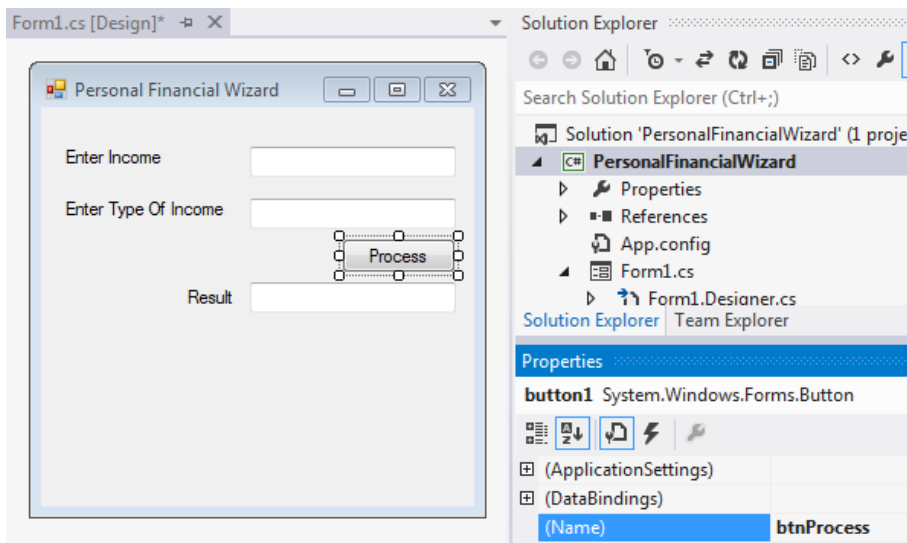 Form1.cs [Design]*
Personal Financial Wizard
Enter Income
Enter Type Of Income
Process
Result
Solution Explorer
Search Solution Explorer (Ctrl+;)
Solution 'PersonalFinancialWizard' (1 proje
C# PersonalFinancialWizard
Properties
References
App.config
Form1.cs
Form1.Designer.cs
Solution Explorer Team Explorer
Properties
button1 System.Windows.Forms.Button
(ApplicationSettings)
(DataBindings)
(Name) btnProcess